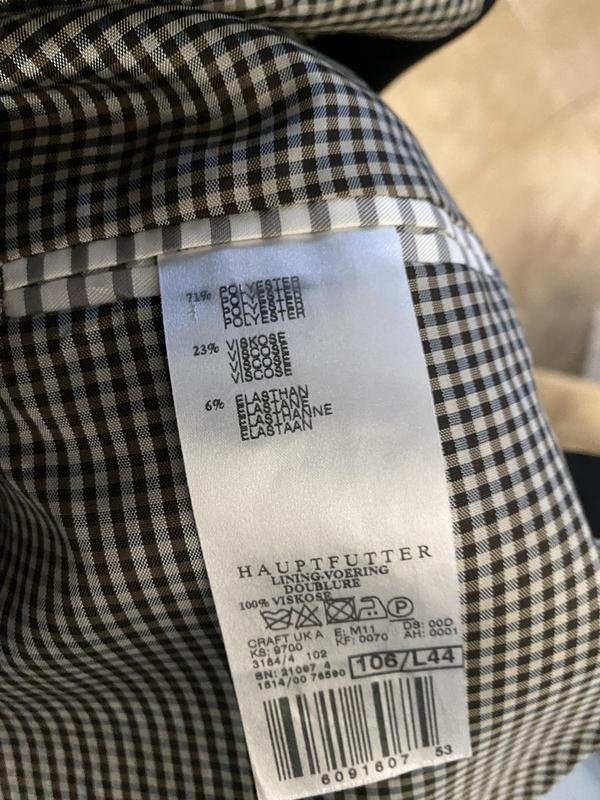 71% POLYESTER
POLYESTER
POLYESTER
POLYESTER
23% VISKOSE
VISCOSE
VISCOSE
VISCOSE
6% ELASTHAN
ELASTANE
ELASTHANNE
ELASTAAN
HAUPTFUTTER
LINING-VOERING
DOUBLURE
100% VISKOSE
P
CRAFT UK A E: M11 DS: 00D
KS: 9700 KF: 0070 AH: 0001
3184/4 102
SN: 21097 4 106/L44
1514/00 76590
6091607 53